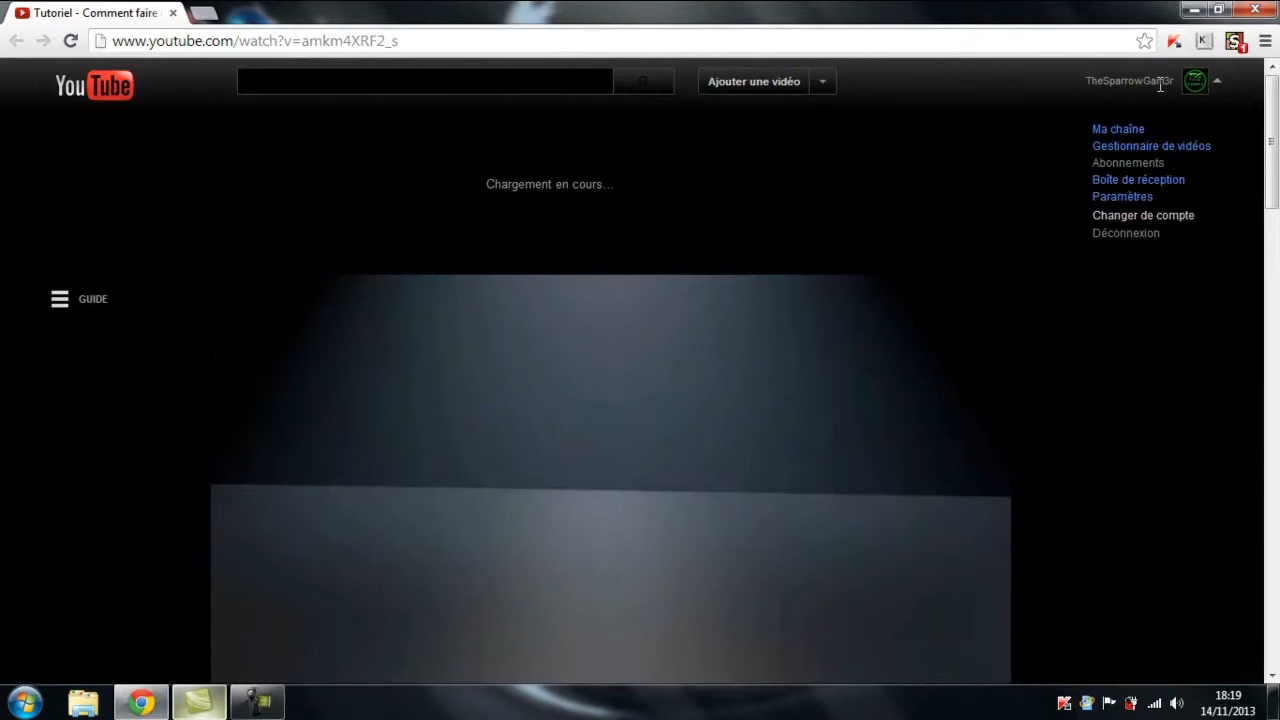 Tutoriel - Comment faire
www.youtube.com/watch?v=amkm4XRF2_s
YouTube
Ajouter une vidéo
TheSparrowGam3r
Ma chaîne
Gestionnaire de vidéos
Abonnements
Boîte de réception
Paramètres
Changer de compte
Déconnexion
Chargement en cours...
GUIDE
18:19
14/11/2013